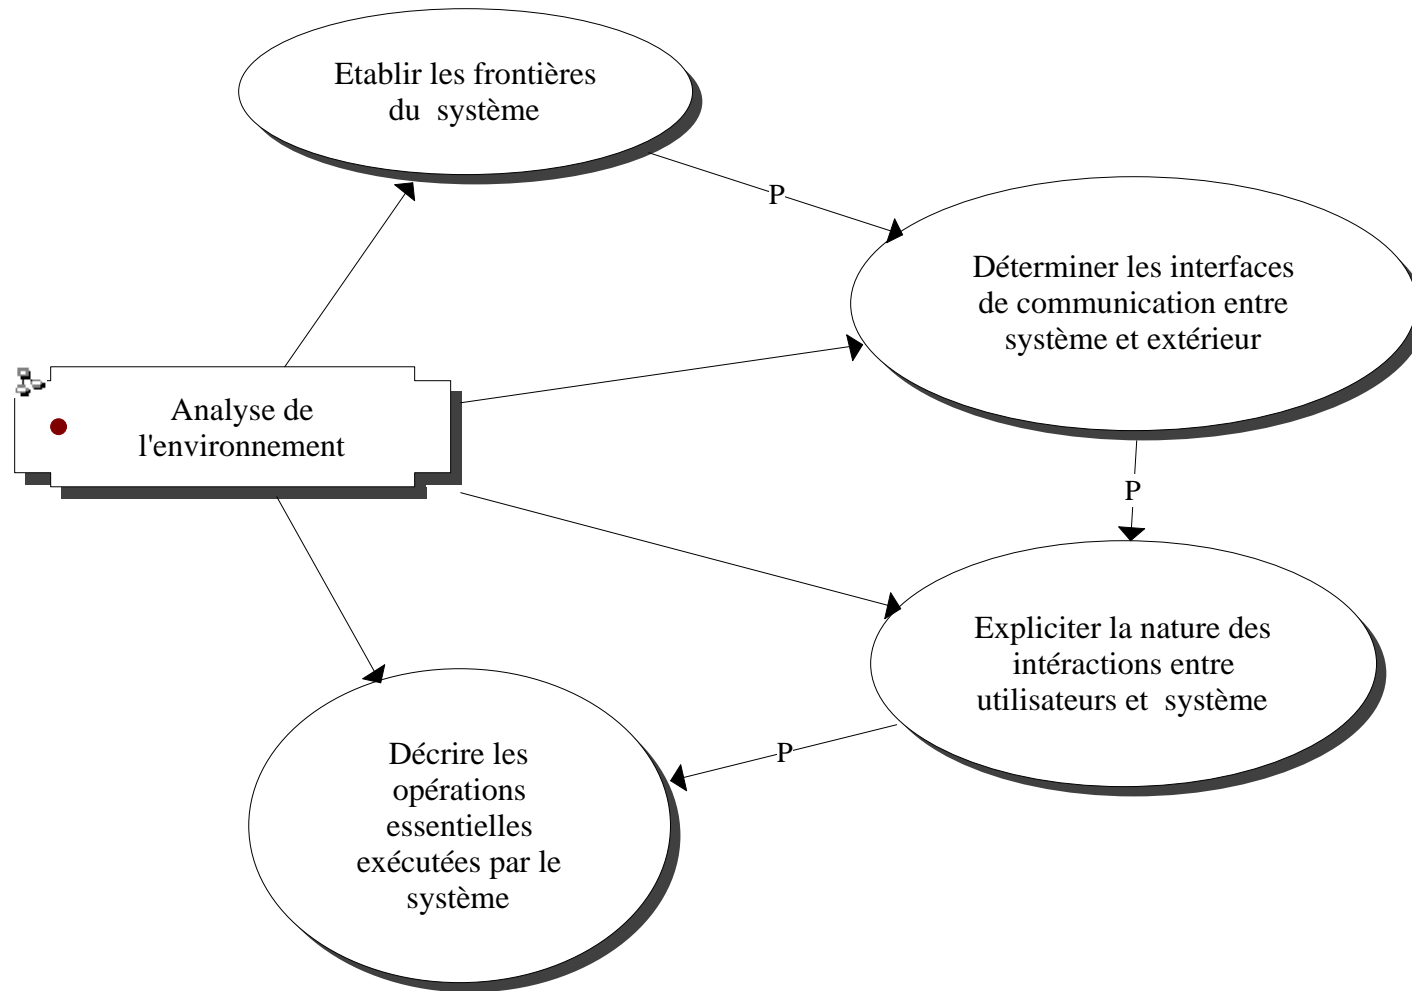 Etablir les frontières
du  système
P
Déterminer les interfaces
de communication entre
système et extérieur
Analyse de
l'environnement
P
Expliciter la nature des
intéractions entre
utilisateurs et  système
P
Décrire les
opérations
essentielles
exécutées par le
système